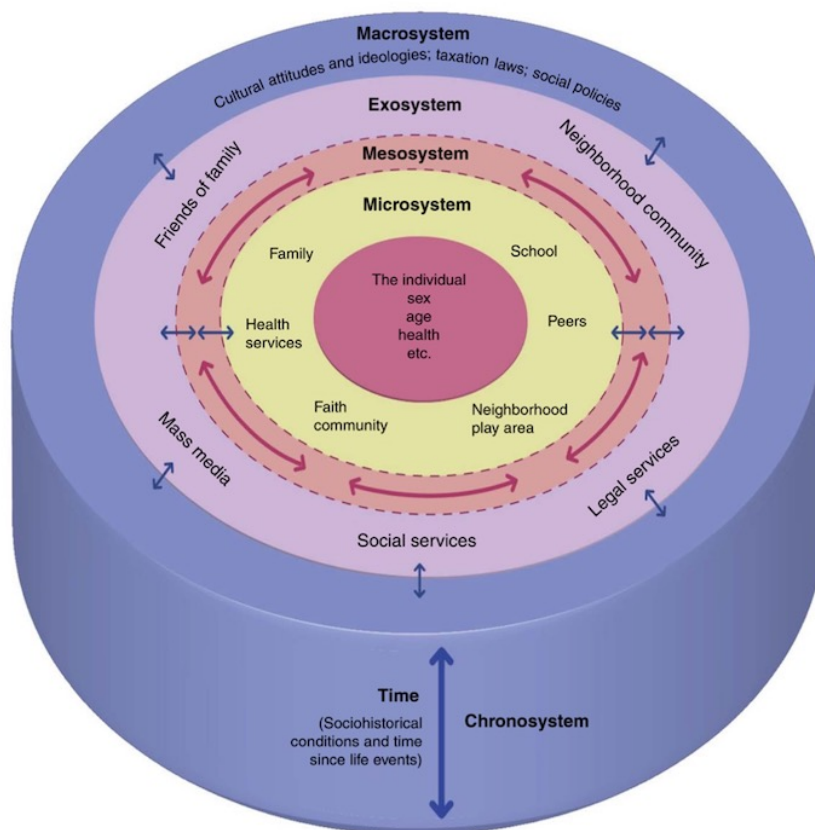 Macrosystem
Cultural attitudes and ideologies; taxation laws; social policies
Exosystem
Friends of family
Neighborhood community
Mesosystem
Microsystem
Family
School
The individual
sex
age
health
etc.
Health
services
Peers
Faith
community
Neighborhood
play area
Mass media
Legal services
Social services
Time
(Sociohistorical
conditions and time
since life events)
Chronosystem